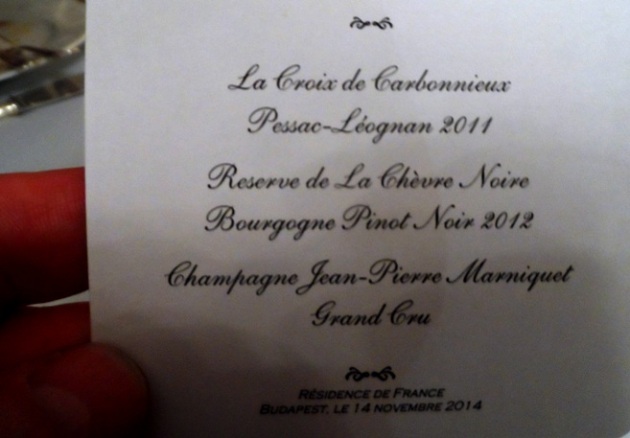 La Croix de Carbonnieux
Pessac-Léognan 2011
Reserve de La Chèvre Noire
Bourgogne Pinot Noir 2012
Champagne Jean-Pierre Marniquet
Grand Cru
RÉSIDENCE DE FRANCE
BUDAPEST, LE 14 NOVEMBRE 2014